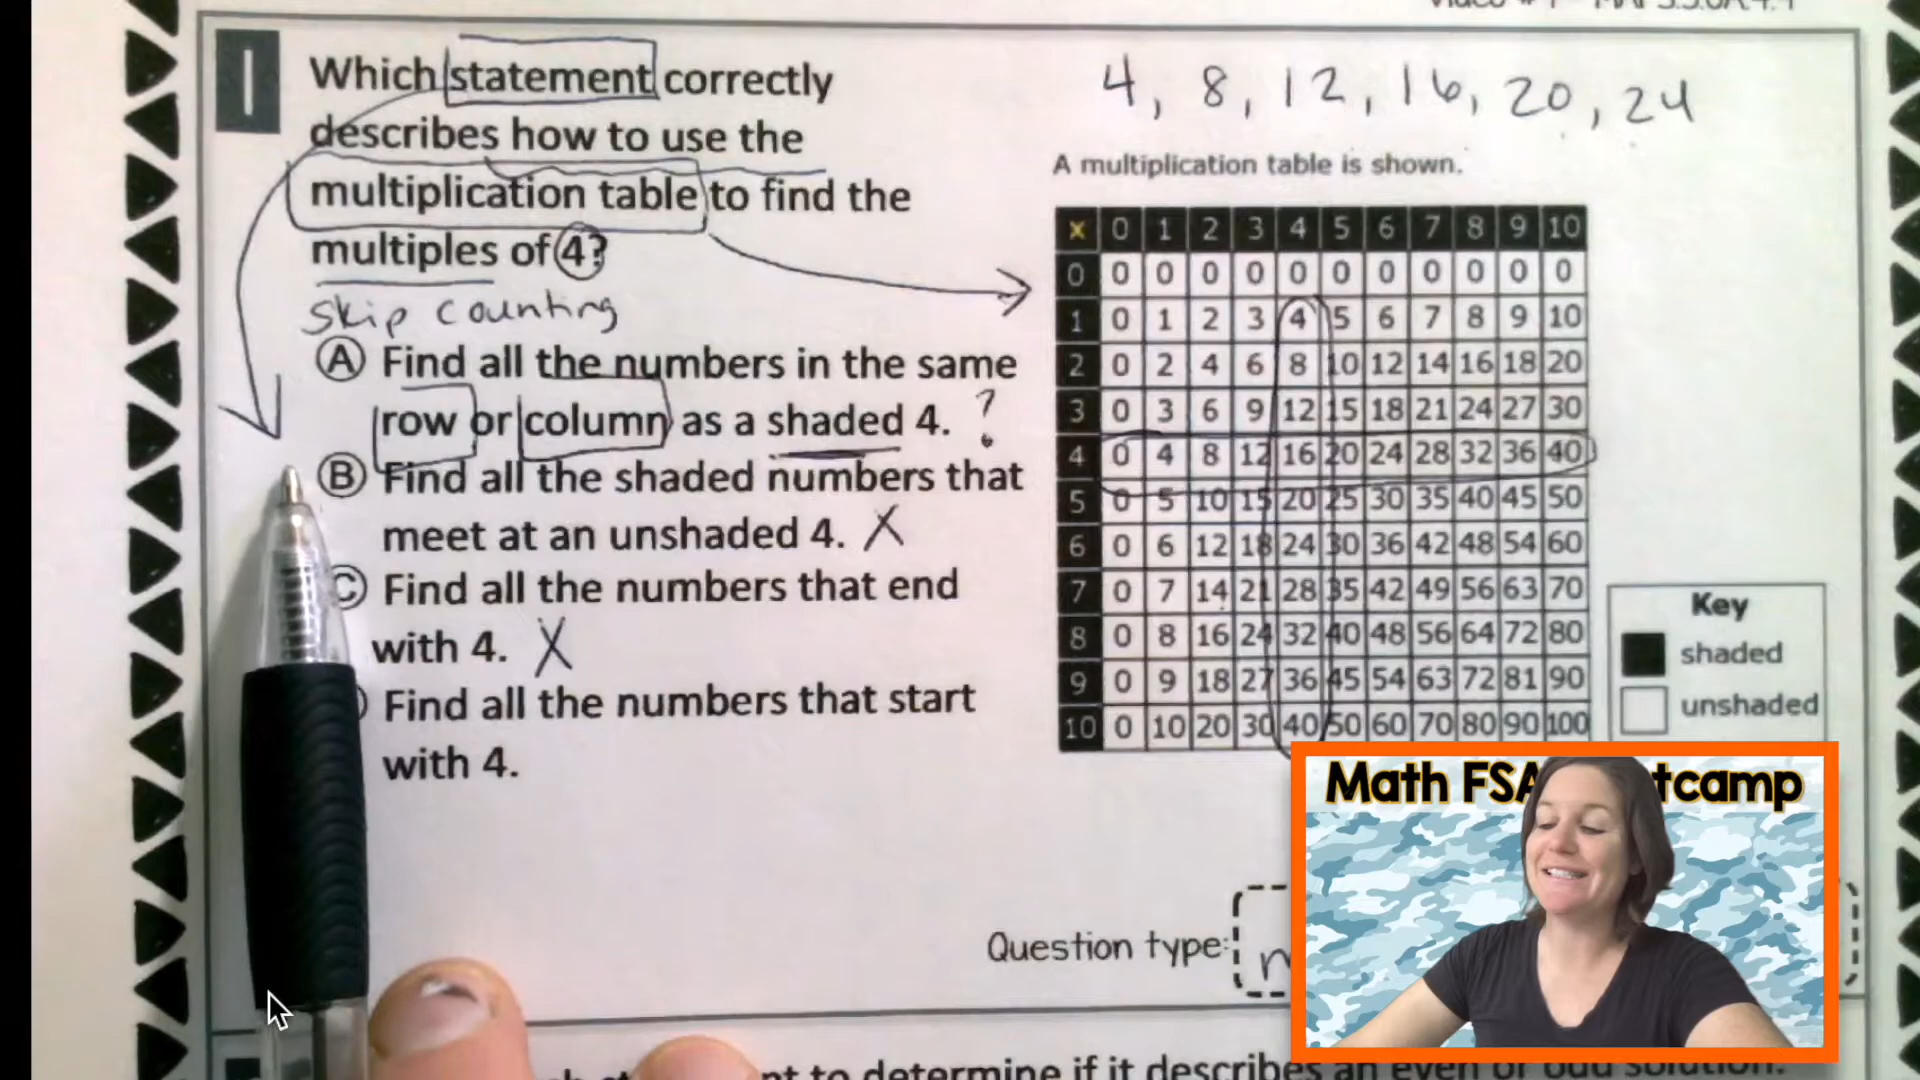 1
Which statement correctly
describes how to use the
multiplication table to find the
multiples of 4?
skip counting
A Find all the numbers in the same
row or column as a shaded 4. ?
B Find all the shaded numbers that
meet at an unshaded 4. X
C Find all the numbers that end
with 4. X
Find all the numbers that start
with 4.
4, 8, 12, 16, 20, 24
A multiplication table is shown.
x 0 1 2 3 4 5 6 7 8 9 10
0 0 0 0 0 0 0 0 0 0 0 0
1 0 1 2 3 4 5 6 7 8 9 10
2 0 2 4 6 8 10 12 14 16 18 20
3 0 3 6 9 12 15 18 21 24 27 30
4 0 4 8 12 16 20 24 28 32 36 40
5 0 5 10 15 20 25 30 35 40 45 50
6 0 6 12 18 24 30 36 42 48 54 60
7 0 7 14 21 28 35 42 49 56 63 70
8 0 8 16 24 32 40 48 56 64 72 80
9 0 9 18 27 36 45 54 63 72 81 90
10 0 10 20 30 40 50 60 70 80 90 100
Key
shaded
unshaded
Question type:
Math FSA tcamp
to determine if it describes an even or odd solution.